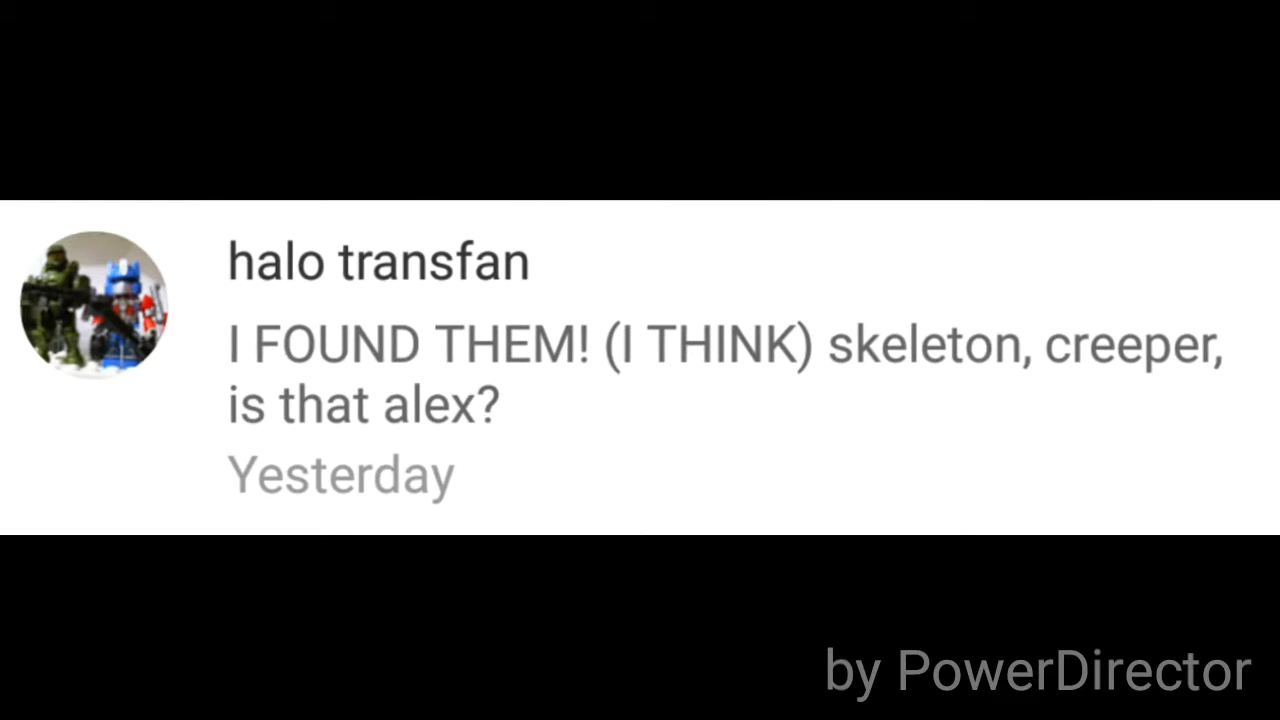 halo transfan
I FOUND THEM! (I THINK) skeleton, creeper,
is that alex?
Yesterday
by PowerDirector